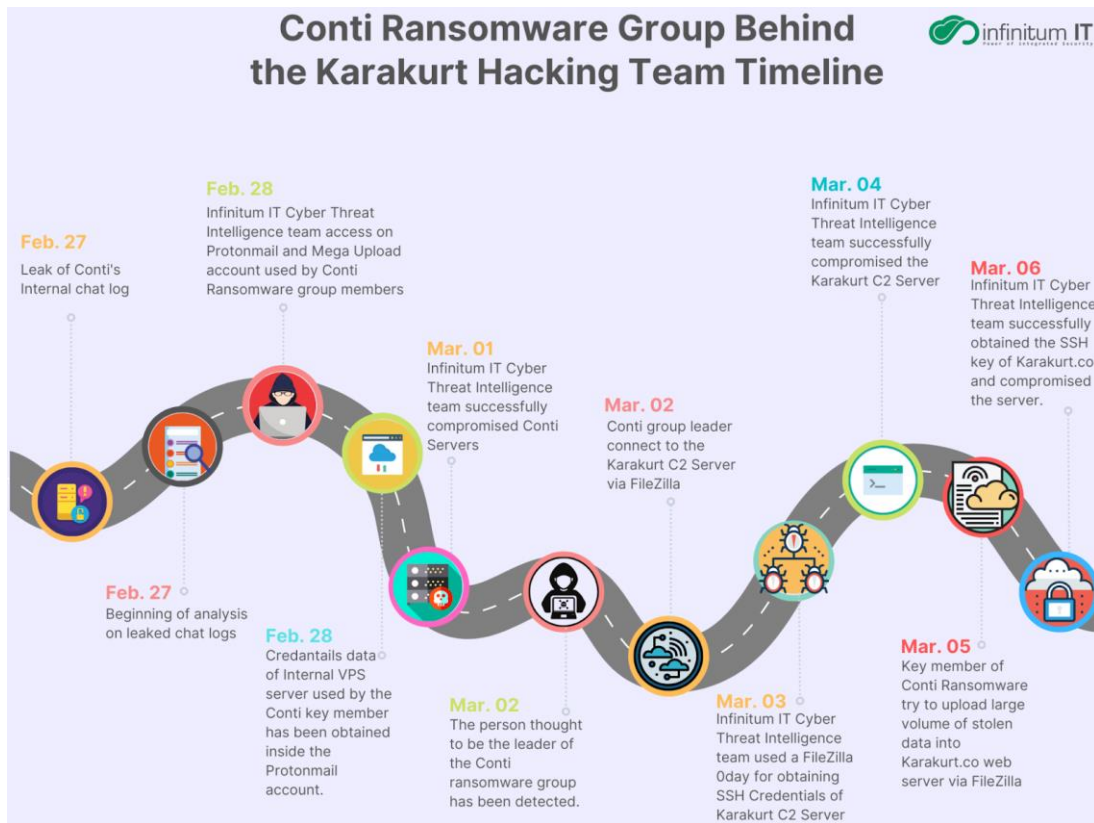 Conti Ransomware Group Behind
the Karakurt Hacking Team Timeline
infinitum IT
Power of Integrated Security
Feb. 27
Leak of Conti's
Internal chat log
Feb. 27
Beginning of analysis
on leaked chat logs
Feb. 28
Infinitum IT Cyber Threat
Intelligence team access on
Protonmail and Mega Upload
account used by Conti
Ransomware group members
Feb. 28
Credantails data
of Internal VPS
server used by the
Conti key member
has been obtained
inside the
Protonmail
account.
Mar. 01
Infinitum IT Cyber
Threat Intelligence
team successfully
compromised Conti
Servers
Mar. 02
The person thought
to be the leader of
the Conti
ransomware group
has been detected.
Mar. 02
Conti group leader
connect to the
Karakurt C2 Server
via FileZilla
Mar. 03
Infinitum IT Cyber
Threat Intelligence
team used a FileZilla
0day for obtaining
SSH Credentials of
Karakurt C2 Server
Mar. 04
Infinitum IT Cyber
Threat Intelligence
team successfully
compromised the
Karakurt C2 Server
Mar. 05
Key member of
Conti Ransomware
try to upload large
volume of stolen
data into
Karakurt.co web
server via FileZilla
Mar. 06
Infinitum IT Cyber
Threat Intelligence
team successfully
obtained the SSH
key of Karakurt.co
and compromised
the server.